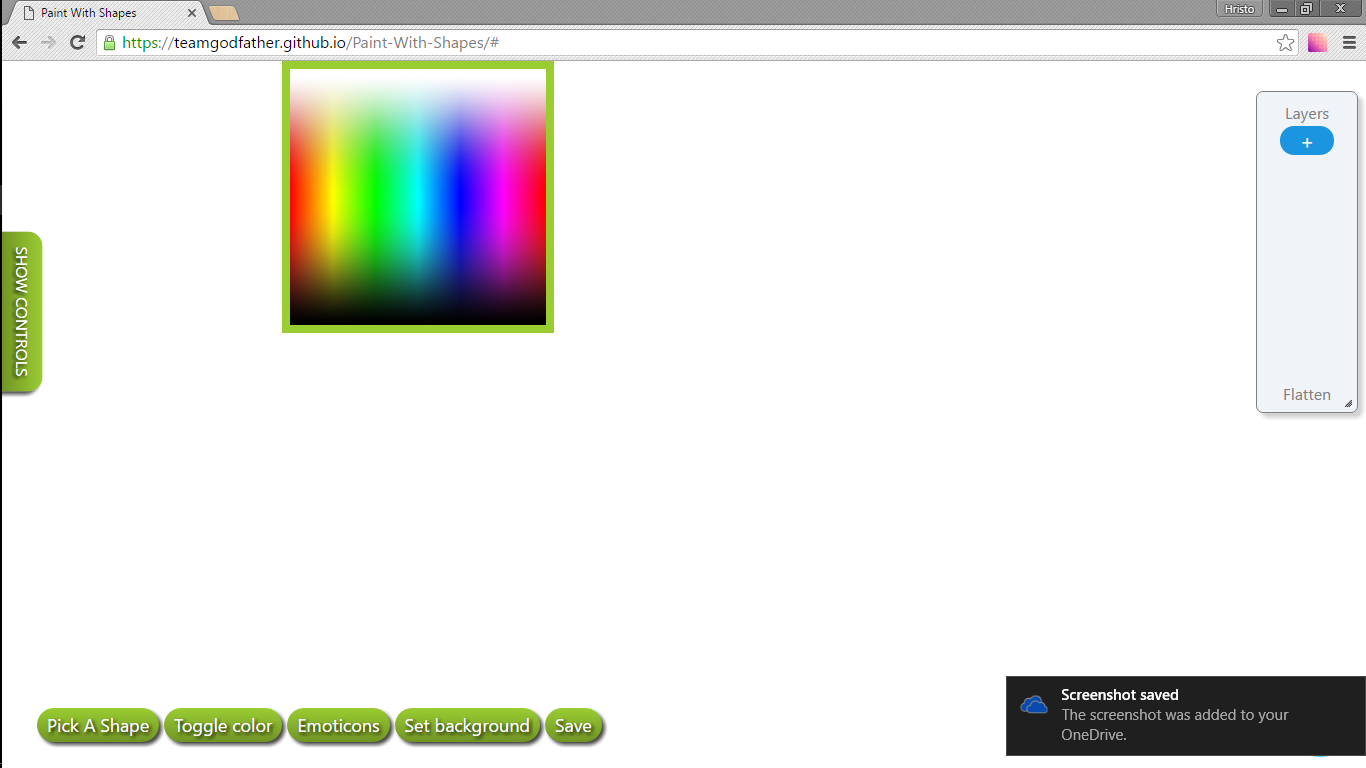 Paint With Shapes
Hristo
https://teamgodfather.github.io/Paint-With-Shapes/#
Layers
+
SHOW CONTROLS
Flatten
Pick A Shape
Toggle color
Emoticons
Set background
Save
Screenshot saved
The screenshot was added to your
OneDrive.